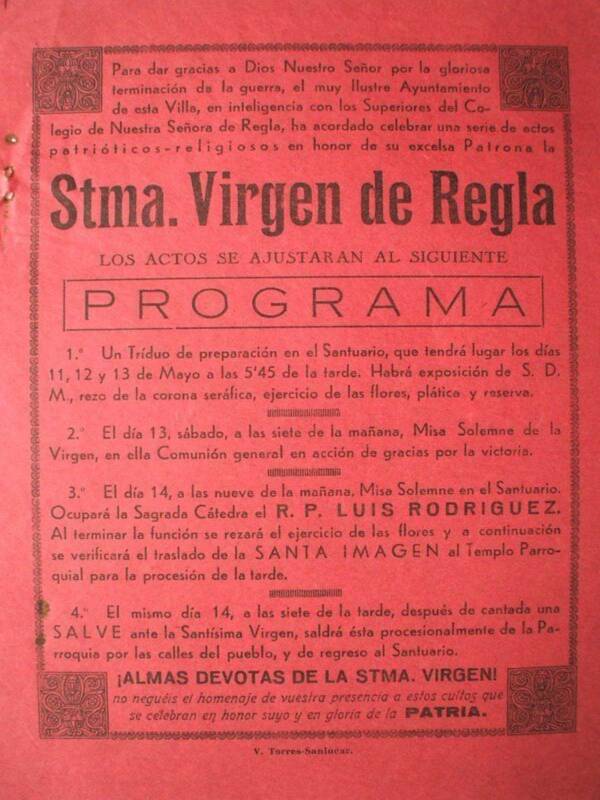 Para dar gracias a Dios Nuestro Señor por la gloriosa
terminación de la guerra, el muy Ilustre Ayuntamiento
de esta Villa, en inteligencia con los Superiores del Co-
legio de Nuestra Señora de Regla, ha acordado celebrar una serie de actos
patrióticos-religiosos en honor de su excelsa Patrona la
Stma. Virgen de Regla
LOS ACTOS SE AJUSTARAN AL SIGUIENTE
PROGRAMA
1.º Un Tríduo de preparación en el Santuario, que tendrá lugar los días
11, 12 y 13 de Mayo a las 5'45 de la tarde. Habrá exposición de S. D.
M., rezo de la corona seráfica, ejercicio de las flores, plática y reserva.
2.º El día 13, sábado, a las siete de la mañana, Misa Solemne de la
Virgen, en ella Comunión general en acción de gracias por la victoria.
3.º El día 14, a las nueve de la mañana, Misa Solemne en el Santuario.
Ocupará la Sagrada Cátedra el R. P. LUIS RODRIGUEZ.
Al terminar la función se rezará el ejercicio de las flores y a continuación
se verificará el traslado de la SANTA IMAGEN al Templo Parro-
quial para la procesión de la tarde.
4.º El mismo día 14, a las siete de la tarde, después de cantada una
SALVE ante la Santísima Virgen, saldrá ésta procesionalmente de la Pa-
rroquia por las calles del pueblo, y de regreso al Santuario.
¡ALMAS DEVOTAS DE LA STMA. VIRGEN!
no neguéis el homenaje de vuestra presencia a estos cultos que
se celebran en honor suyo y en gloria de la PATRIA.
V. Torres-Sanlúcar.